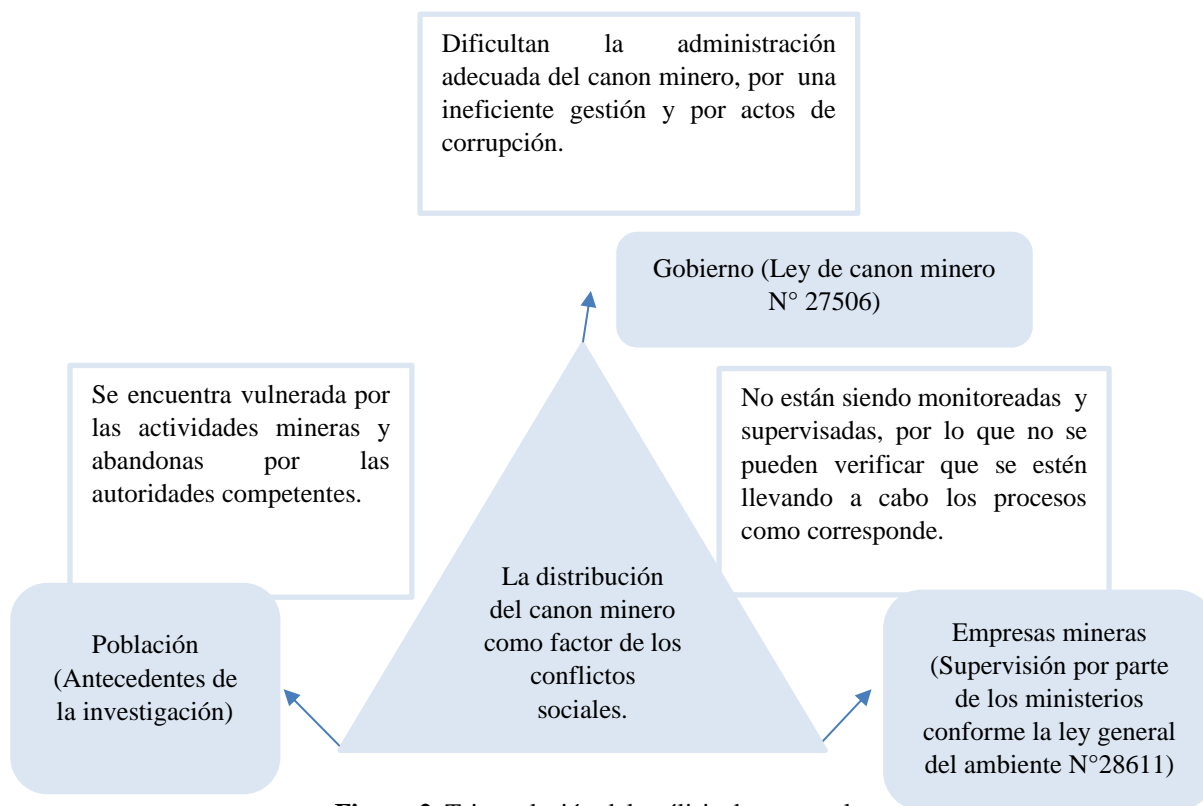 Dificultan la administración
adecuada del canon minero, por una
ineficiente gestión y por actos de
corrupción.
Gobierno (Ley de canon minero
N° 27506)
Se encuentra vulnerada por
las actividades mineras y
abandonas por las
autoridades competentes.
No están siendo monitoreadas y
supervisadas, por lo que no se
pueden verificar que se estén
llevando a cabo los procesos
como corresponde.
La distribución
del canon minero
como factor de los
conflictos
sociales.
Población
(Antecedentes de
la investigación)
Empresas mineras
(Supervisión por parte
de los ministerios
conforme la ley general
del ambiente N°28611)